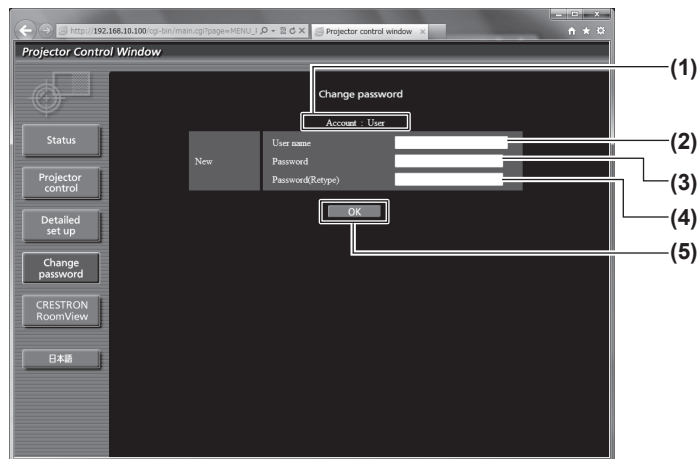 http://192.168.10.100/cgi-bin/main.cgi?page=MENU_
Projector control window
Projector Control Window
Change password
Account : User
Status
Projector
control
Detailed
set up
Change
password
CRESTRON
RoomView
日本語
New
User name
Password
Password(Retype)
OK
(1)
(2)
(3)
(4)
(5)